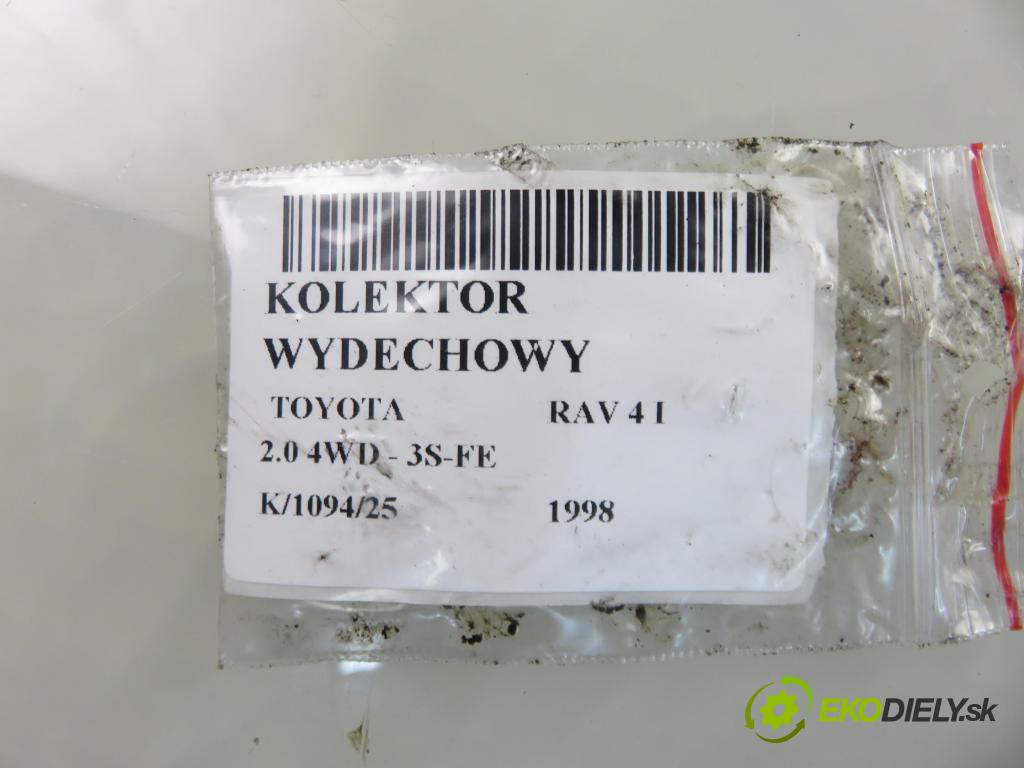 KOLEKTOR
WYDECHOWY
TOYOTA RAV 4 I
2.0 4WD - 3S-FE
K/1094/25 1998
EKODIELY.sk